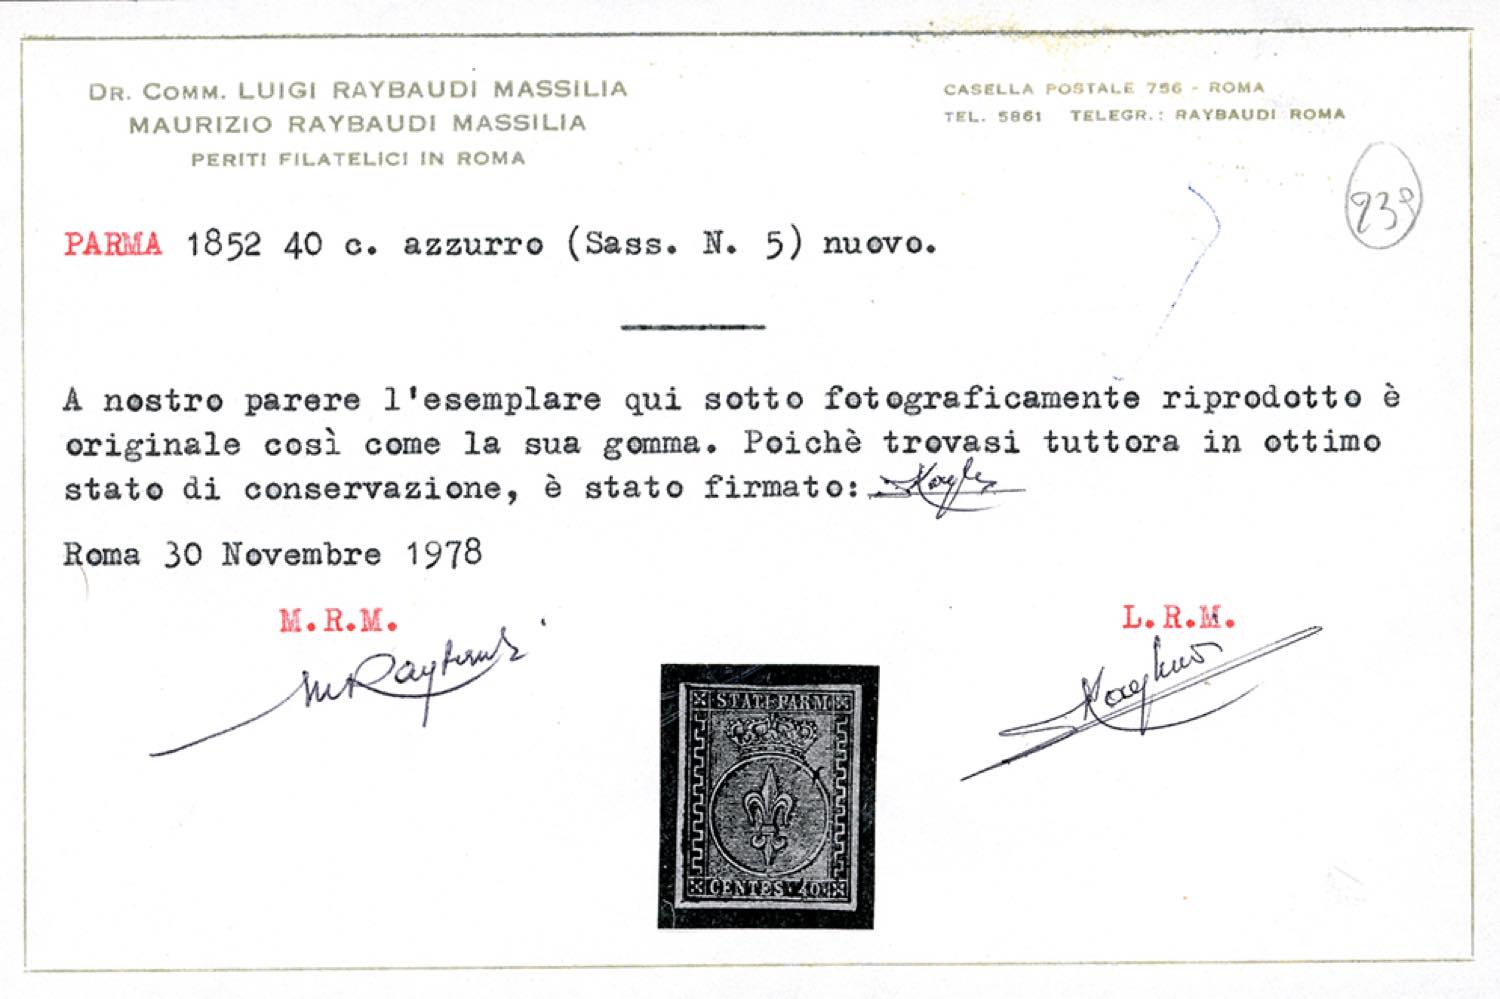 DR. COMM. LUIGI RAYBAUDI MASSILIA
MAURIZIO RAYBAUDI MASSILIA
PERITI FILATELICI IN ROMA
CASELLA POSTALE 756 - ROMA
TEL. 5861 TELEGR.: RAYBAUDI ROMA
PARMA 1852 40 c. azzurro (Sass. N. 5) nuovo.
A nostro parere l'esemplare qui sotto fotograficamente riprodotto è
originale così come la sua gomma. Poichè trovasi tuttora in ottimo
stato di conservazione, è stato firmato:
Roma 30 Novembre 1978
M.R.M.
L.R.M.
STATI PARM
CENTES. 40